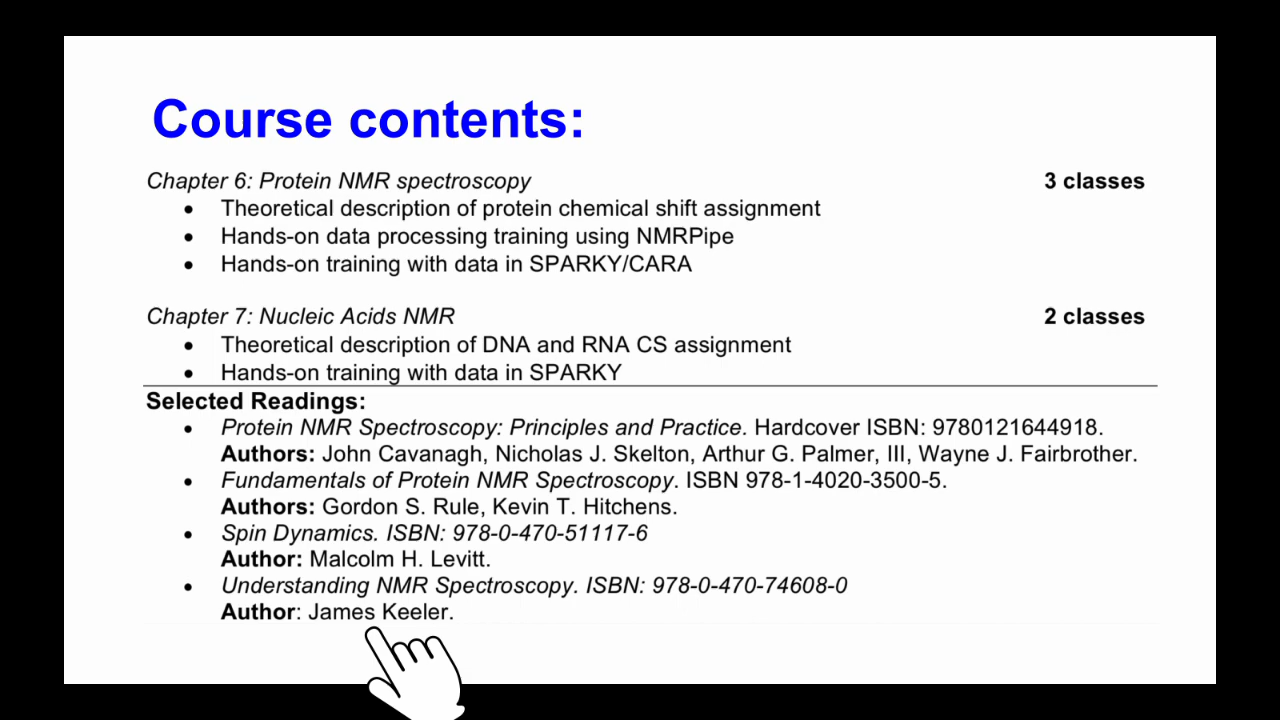 Course contents:
Chapter 6: Protein NMR spectroscopy 3 classes
• Theoretical description of protein chemical shift assignment
• Hands-on data processing training using NMRPipe
• Hands-on training with data in SPARKY/CARA
Chapter 7: Nucleic Acids NMR 2 classes
• Theoretical description of DNA and RNA CS assignment
• Hands-on training with data in SPARKY
Selected Readings:
• Protein NMR Spectroscopy: Principles and Practice. Hardcover ISBN: 9780121644918.
Authors: John Cavanagh, Nicholas J. Skelton, Arthur G. Palmer, III, Wayne J. Fairbrother.
• Fundamentals of Protein NMR Spectroscopy. ISBN 978-1-4020-3500-5.
Authors: Gordon S. Rule, Kevin T. Hitchens.
• Spin Dynamics. ISBN: 978-0-470-51117-6
Author: Malcolm H. Levitt.
• Understanding NMR Spectroscopy. ISBN: 978-0-470-74608-0
Author: James Keeler.